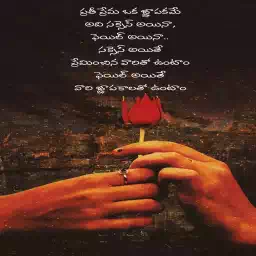 ప్రతీ ప్రేమ ఒక జ్ఞాపకమే
అది సక్సెస్ అయినా,
ఫెయిల్ అయినా..
సక్సెస్ అయితే
ప్రేమించిన వారితో ఉంటాం
ఫెయిల్ అయితే
వారి జ్ఞాపకాలతో ఉంటాం